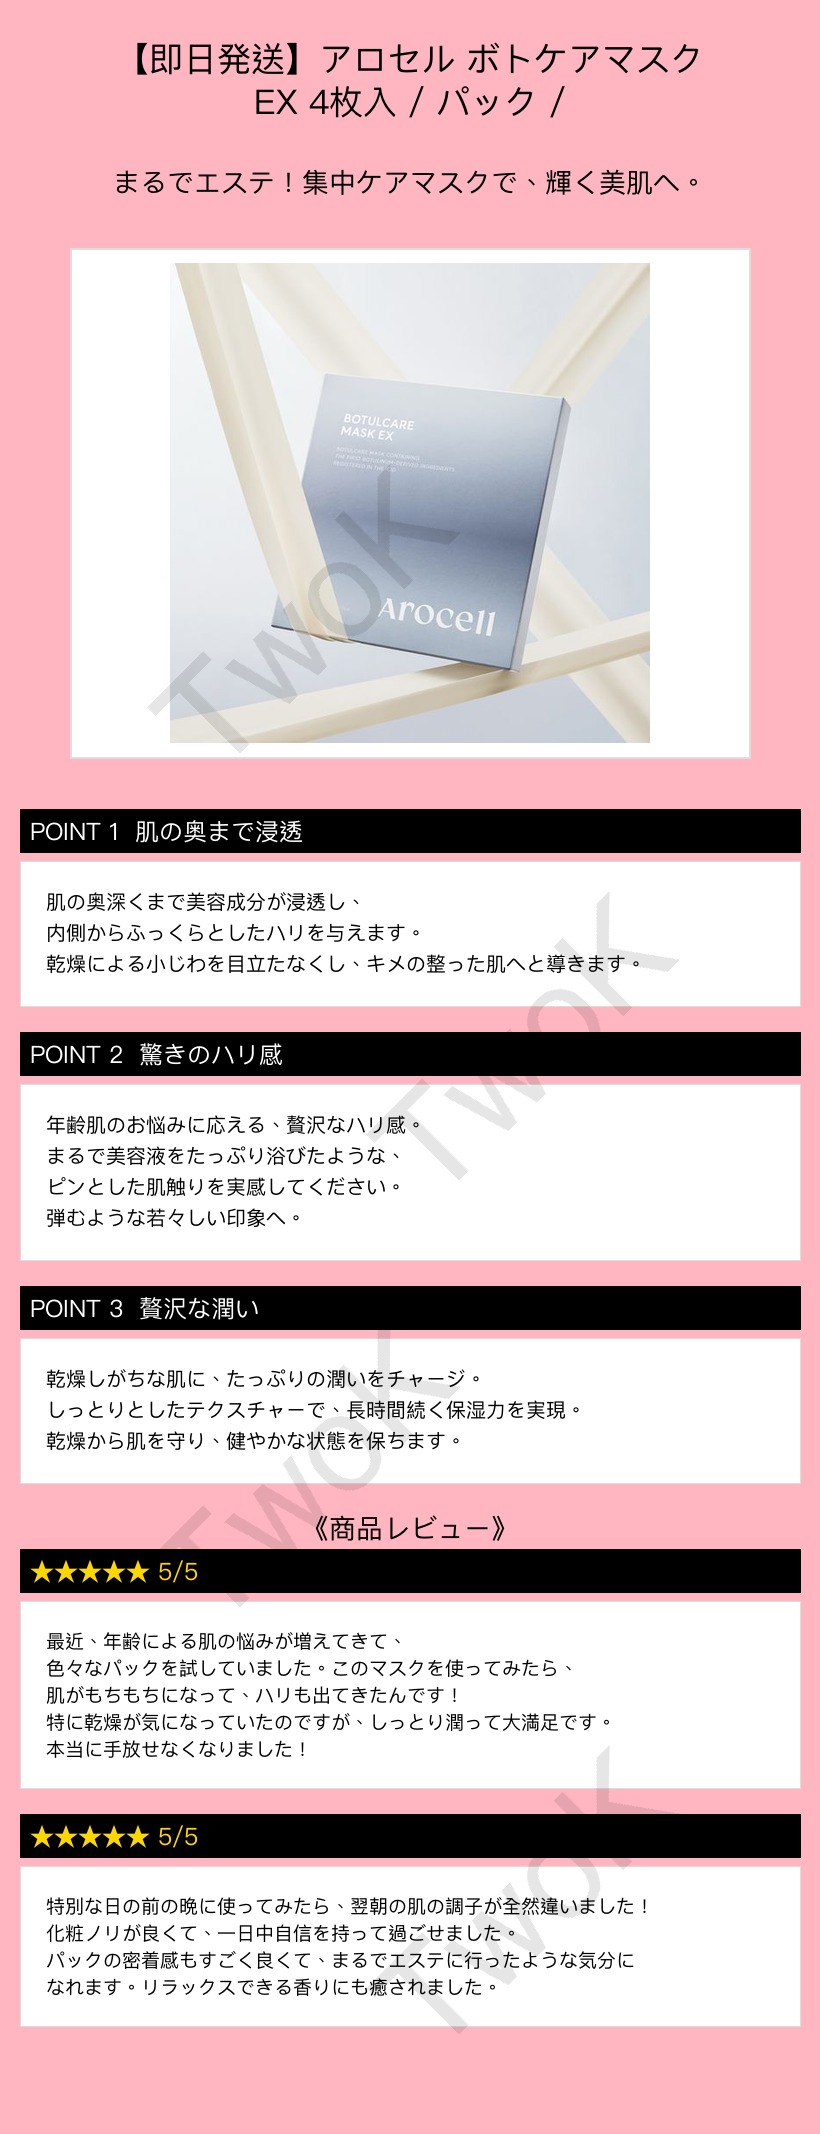 【即日発送】アロセル ボトケアマスク
EX 4枚入 / パック /
まるでエステ！集中ケアマスクで、輝く美肌へ。
BOTULCARE
MASK EX
BOTULCARE MASK CONTAINING
THE FIRST BOTULINUM-DERIVED INGREDIENTS
REGISTERED IN THE
Arocell
TwoK
POINT 1 肌の奥まで浸透
肌の奥深くまで美容成分が浸透し、
内側からふっくらとしたハリを与えます。
乾燥による小じわを目立たなくし、キメの整った肌へと導きます。
TwoK
POINT 2 驚きのハリ感
年齢肌のお悩みに応える、贅沢なハリ感。
まるで美容液をたっぷり浴びたような、
ピンとした肌触りを実感してください。
弾むような若々しい印象へ。
POINT 3 贅沢な潤い
乾燥しがちな肌に、たっぷりの潤いをチャージ。
しっとりとしたテクスチャーで、長時間続く保湿力を実現。
乾燥から肌を守り、健やかな状態を保ちます。
TwoK
《商品レビュー》
★★★★★ 5/5
最近、年齢による肌の悩みが増えてきて、
色々なパックを試していました。このマスクを使ってみたら、
肌がもちもちになって、ハリも出てきたんです！
特に乾燥が気になっていたのですが、しっとり潤って大満足です。
本当に手放せなくなりました！
★★★★★ 5/5
特別な日の前の晩に使ってみたら、翌朝の肌の調子が全然違いました！
化粧ノリが良くて、一日中自信を持って過ごせました。
パックの密着感もすごく良くて、まるでエステに行ったような気分に
なれます。リラックスできる香りにも癒されました。
TwoK